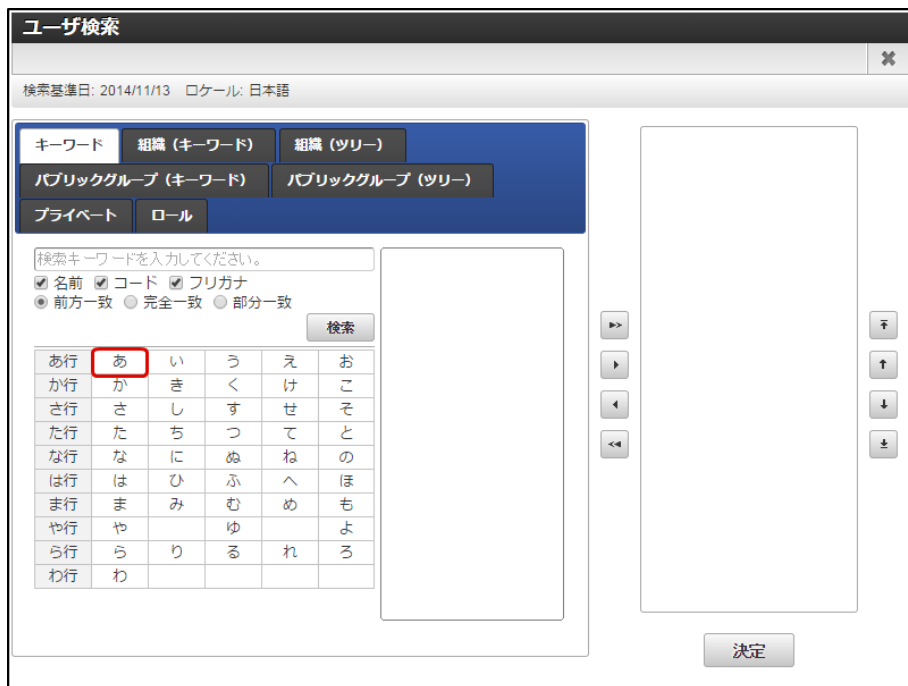 ユーザ検索
検索基準日: 2014/11/13 ロケール: 日本語
キーワード 組織（キーワード） 組織（ツリー）
パブリックグループ（キーワード） パブリックグループ（ツリー）
プライベート ロール
検索キーワードを入力してください。
名前 コード フリガナ
前方一致 完全一致 部分一致
検索
あ行 あ い う え お
か行 か き く け こ
さ行 さ し す せ そ
た行 た ち つ て と
な行 な に ぬ ね の
は行 は ひ ふ へ ほ
ま行 ま み む め も
や行 や ゆ よ
ら行 ら り る れ ろ
わ行 わ
決定